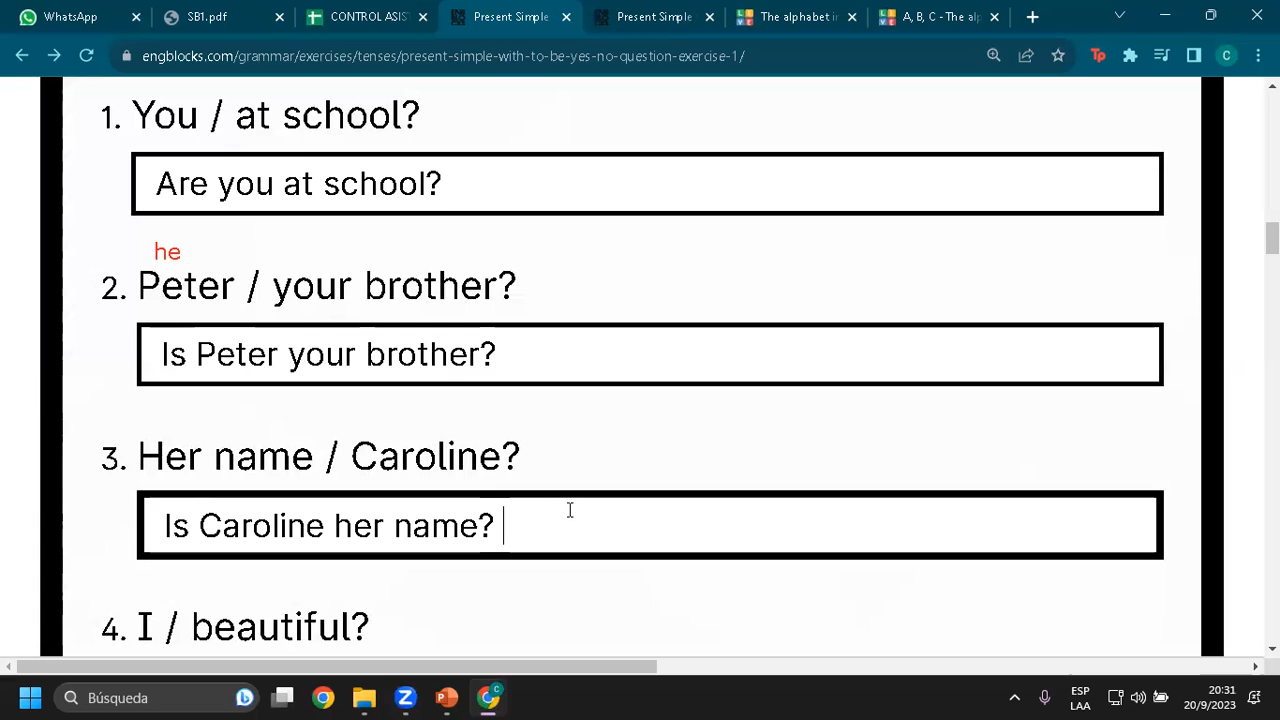 WhatsApp
SB1.pdf
CONTROL ASIS
Present Simple
Present Simple
The alphabet i
A, B, C - The al
engblocks.com/grammar/exercises/tenses/present-simple-with-to-be-yes-no-question-exercise-1/
C
1. You / at school?
Are you at school?
he
2. Peter / your brother?
Is Peter your brother?
3. Her name / Caroline?
Is Caroline her name?
4. I / beautiful?
Búsqueda
ESP
LAA
20:31
20/9/2023